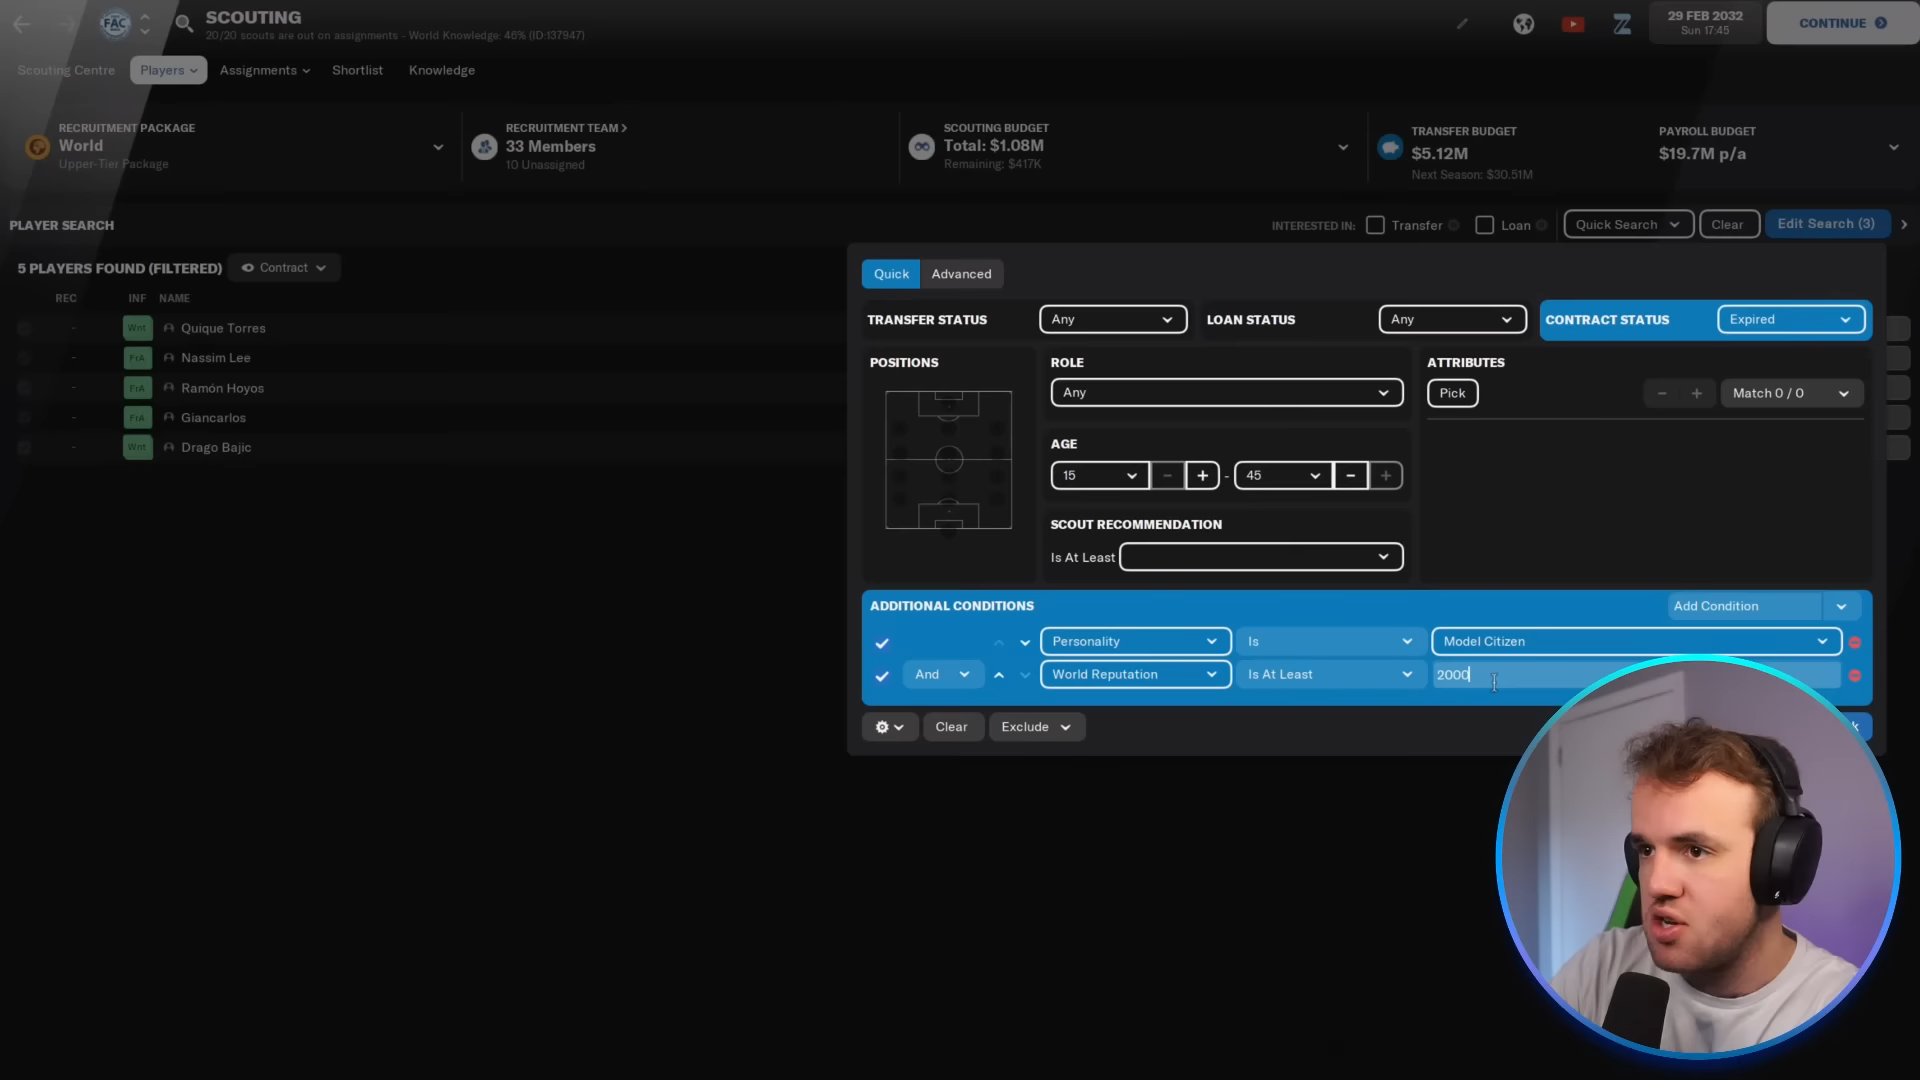 FAC
SCOUTING
20/20 scouts are out on assignments - World Knowledge: 46% (ID:137947)
29 FEB 2032
Sun 17:45
CONTINUE
Scouting Centre
Players
Assignments
Shortlist
Knowledge
RECRUITMENT PACKAGE
World
Upper-Tier Package
RECRUITMENT TEAM
33 Members
10 Unassigned
SCOUTING BUDGET
Total: $1.08M
Remaining: $417K
TRANSFER BUDGET
$5.12M
Next Season: $30.51M
PAYROLL BUDGET
$19.7M p/a
PLAYER SEARCH
INTERESTED IN: Transfer Loan
Quick Search
Clear
Edit Search (3)
5 PLAYERS FOUND (FILTERED)
Contract
REC INF NAME
- Wnt Quique Torres
- FrA Nassim Lee
- FrA Ramón Hoyos
- FrA Giancarlos
- Wnt Drago Bajic
Quick Advanced
TRANSFER STATUS Any
LOAN STATUS Any
CONTRACT STATUS Expired
POSITIONS
ROLE
Any
AGE
15 - + - 45 - +
SCOUT RECOMMENDATION
Is At Least
ATTRIBUTES
Pick
- + Match 0 / 0
ADDITIONAL CONDITIONS
Add Condition
Personality Is Model Citizen
And World Reputation Is At Least 2000
Clear Exclude